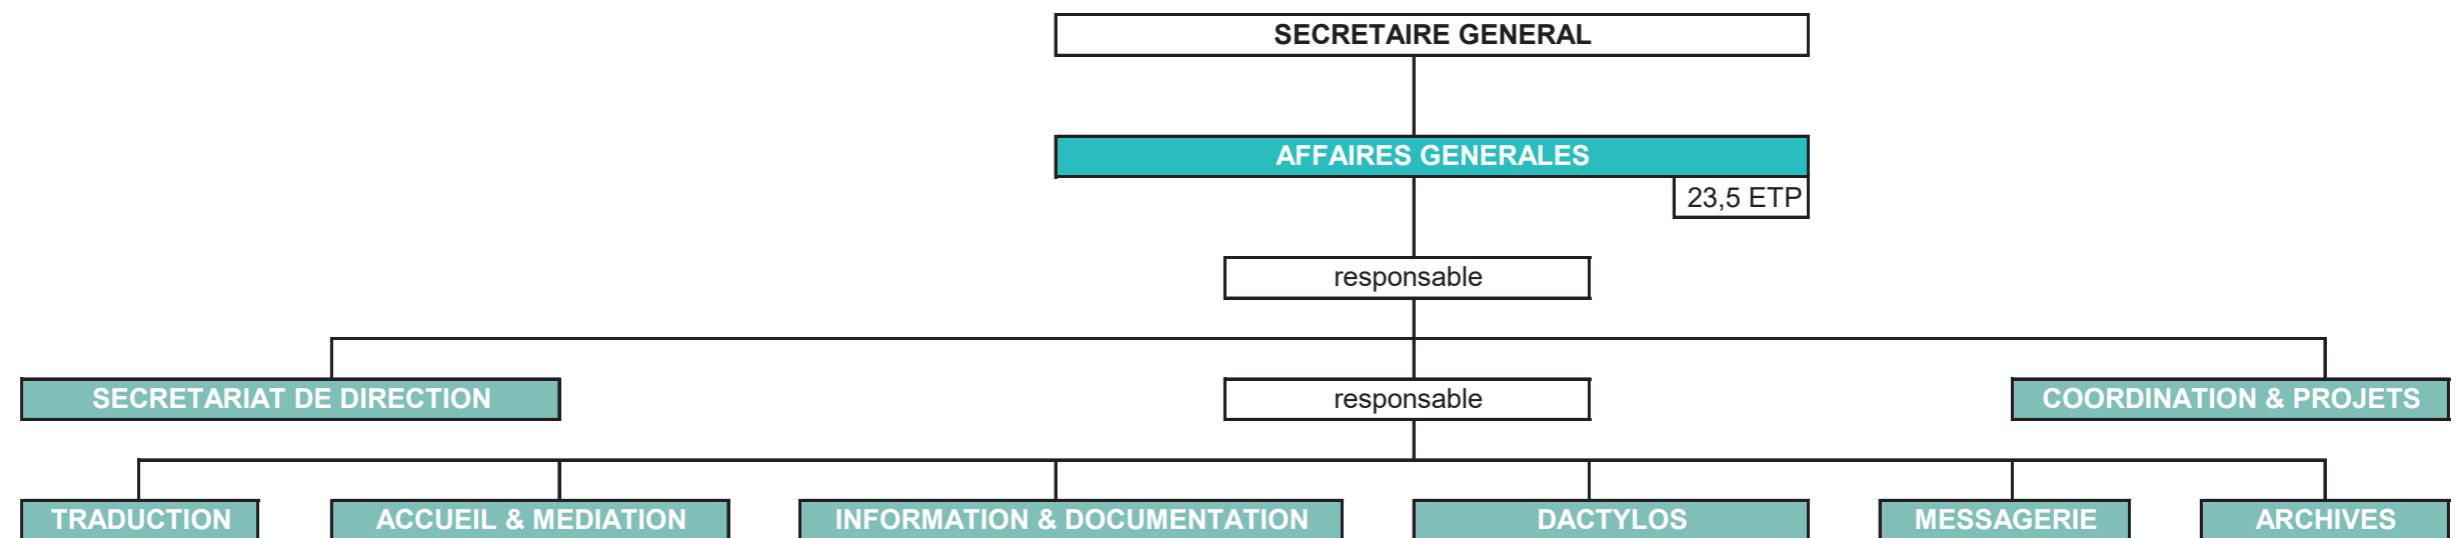 SECRETAIRE GENERAL
AFFAIRES GENERALES
23,5 ETP
responsable
SECRETARIAT DE DIRECTION
responsable
COORDINATION & PROJETS
TRADUCTION
ACCUEIL & MEDIATION
INFORMATION & DOCUMENTATION
DACTYLOS
MESSAGERIE
ARCHIVES